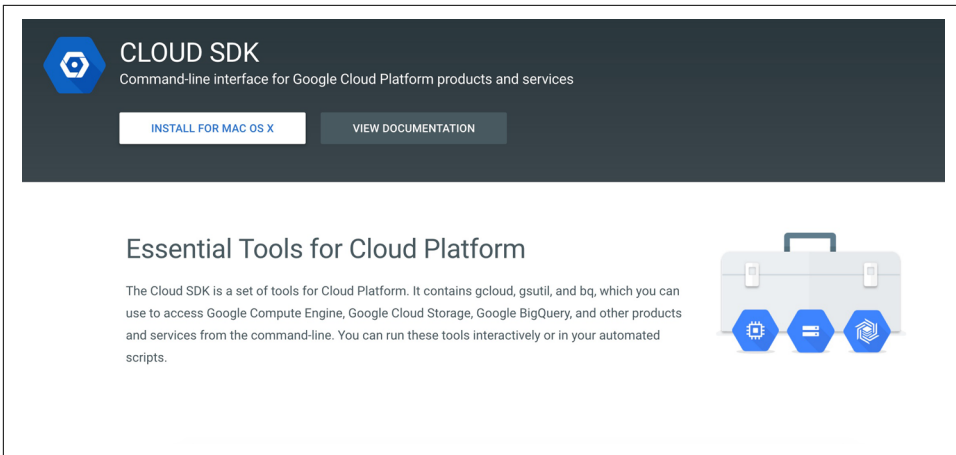 CLOUD SDK
Command-line interface for Google Cloud Platform products and services
INSTALL FOR MAC OS X
VIEW DOCUMENTATION
Essential Tools for Cloud Platform
The Cloud SDK is a set of tools for Cloud Platform. It contains gcloud, gsutil, and bq, which you can
use to access Google Compute Engine, Google Cloud Storage, Google BigQuery, and other products
and services from the command-line. You can run these tools interactively or in your automated
scripts.